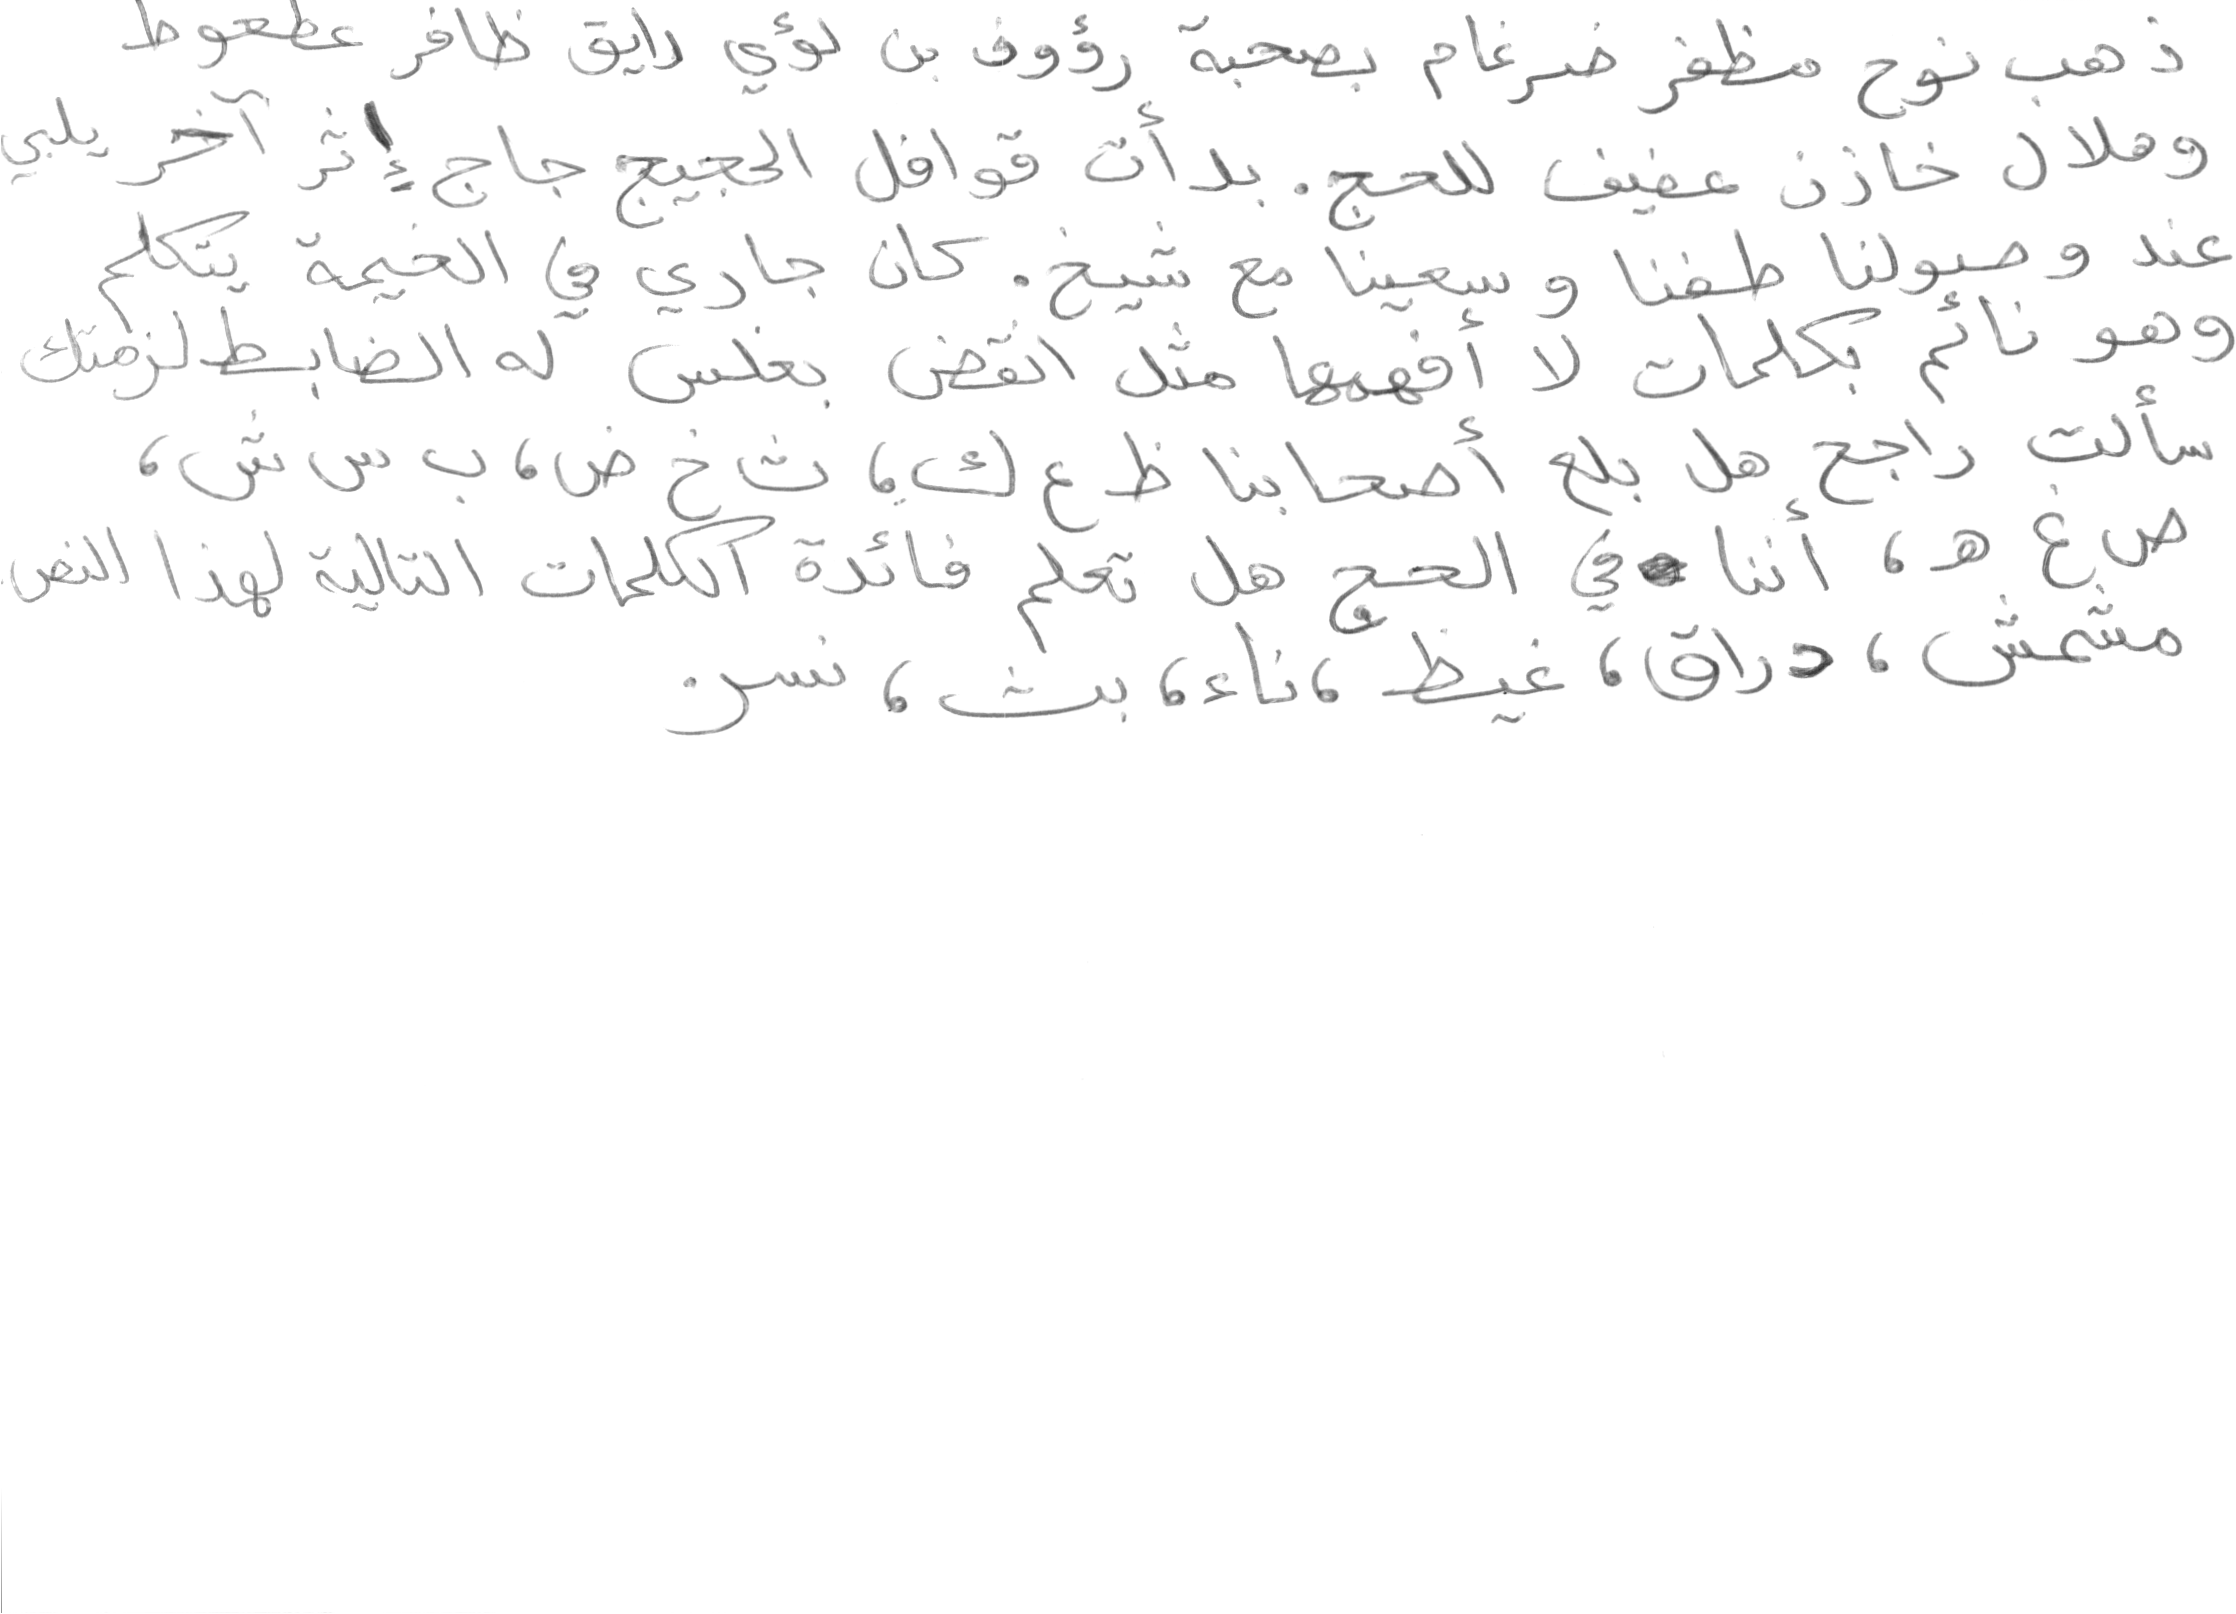 ذهب نوح مظفر ضرغام بصحبة رؤوف بن لؤي رايق ظافر عطعوط
وهلال خازن عفيف للحج. بدأت قوافل الحجيج جاج إثر آخر يلبي
عند وصولنا طفنا وسعينا مع شيخ. كان جاري في الخيمة يتكلم
وهو نائم بكلمات لا أفهمها مثل القض بغلس له الضابط لزهتك
سألت راجح هل بلع أصحابنا ظ ع ك، ث خ ض، ب س ش،
ص غ ه، أننا في الحج هل تعلم فائدة الكلمات التالية لهذا النص
مشمش، دراق، غيظ، ناء، بث، نسر.